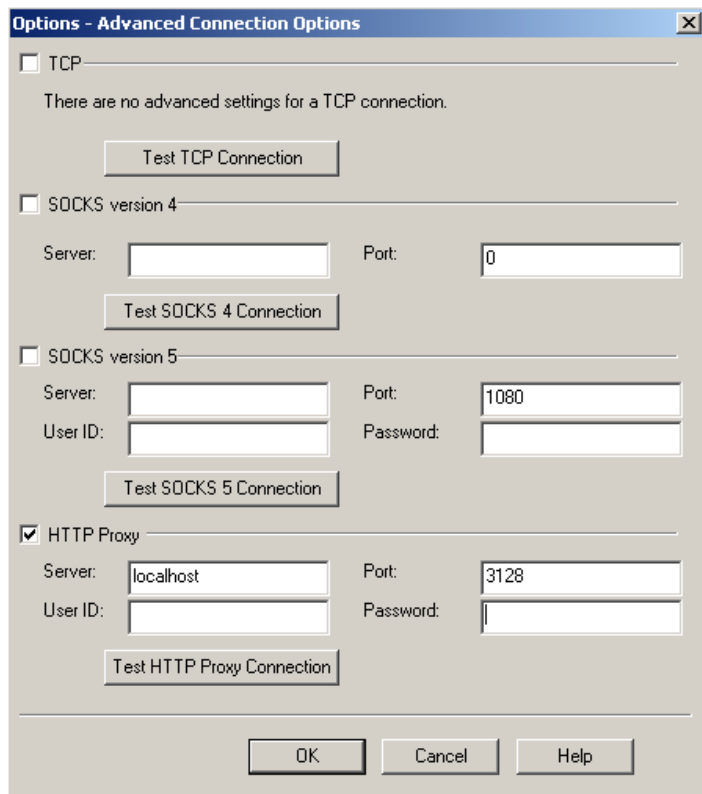 Options - Advanced Connection Options
TCP
There are no advanced settings for a TCP connection.
Test TCP Connection
SOCKS version 4
Server: Port: 0
Test SOCKS 4 Connection
SOCKS version 5
Server: Port: 1080
User ID: Password:
Test SOCKS 5 Connection
HTTP Proxy
Server: localhost Port: 3128
User ID: Password:
Test HTTP Proxy Connection
OK Cancel Help